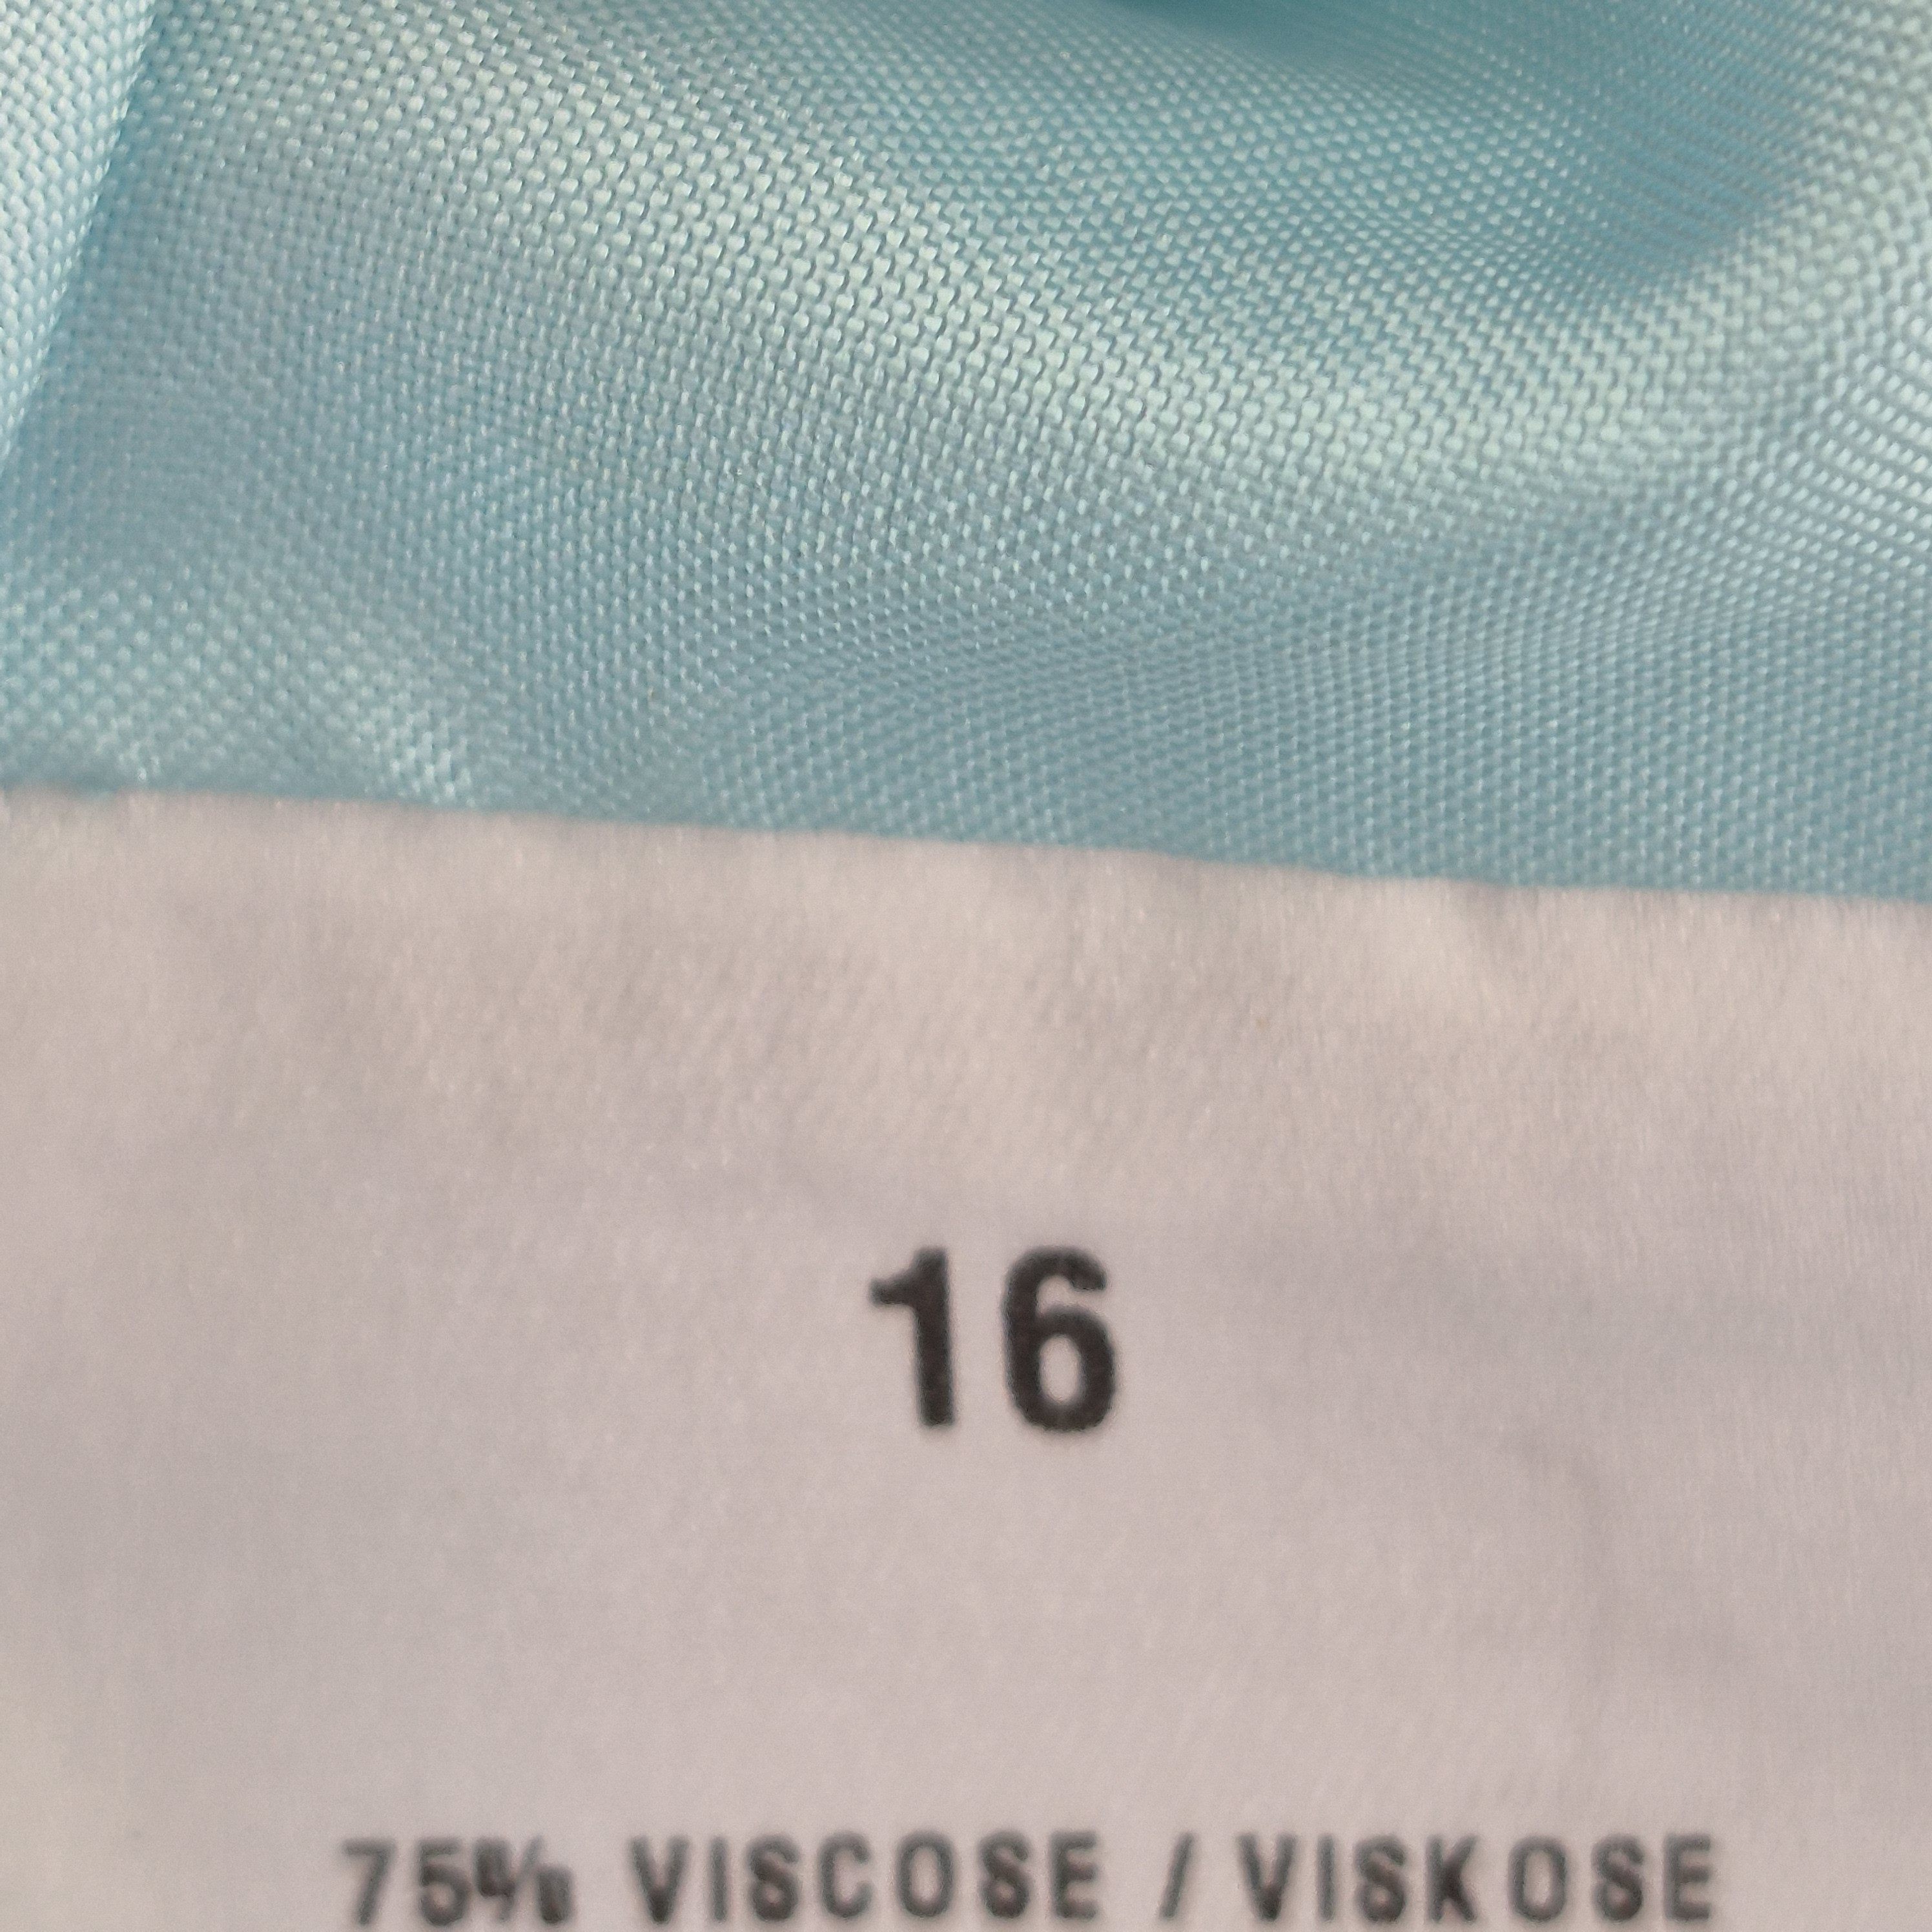 16
75% VISCOSE / VISKOSE